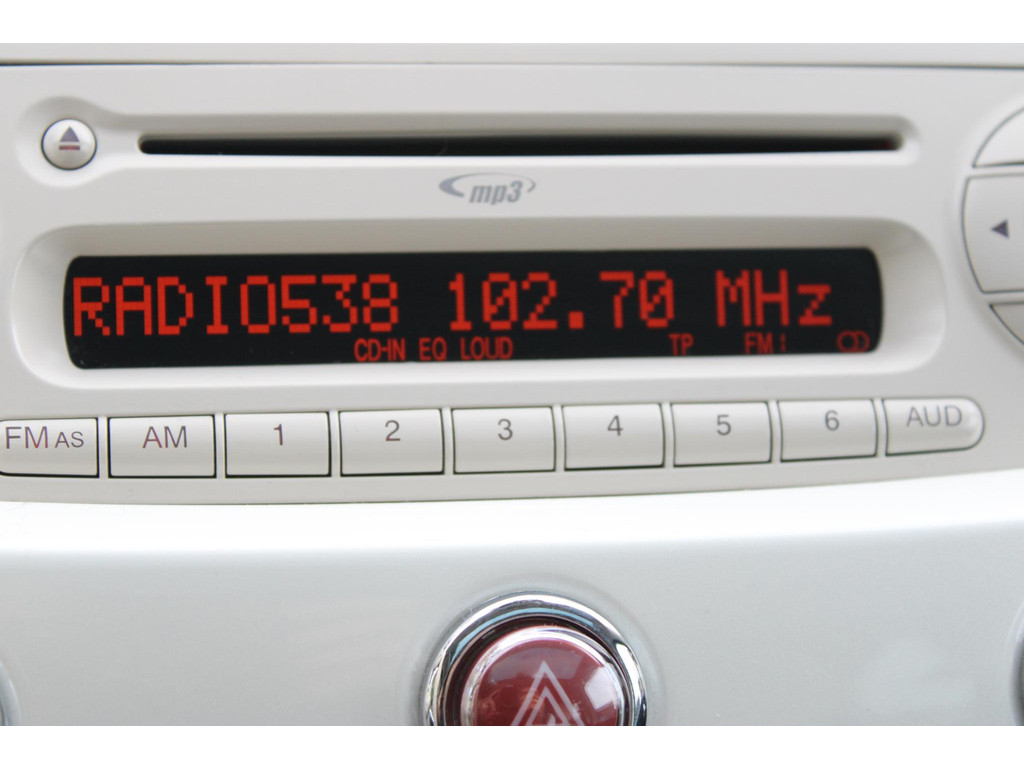 mp3
RADIO538 102.70 MHz
CD-IN EQ LOUD TP FM1
FM AS AM 1 2 3 4 5 6 AUD